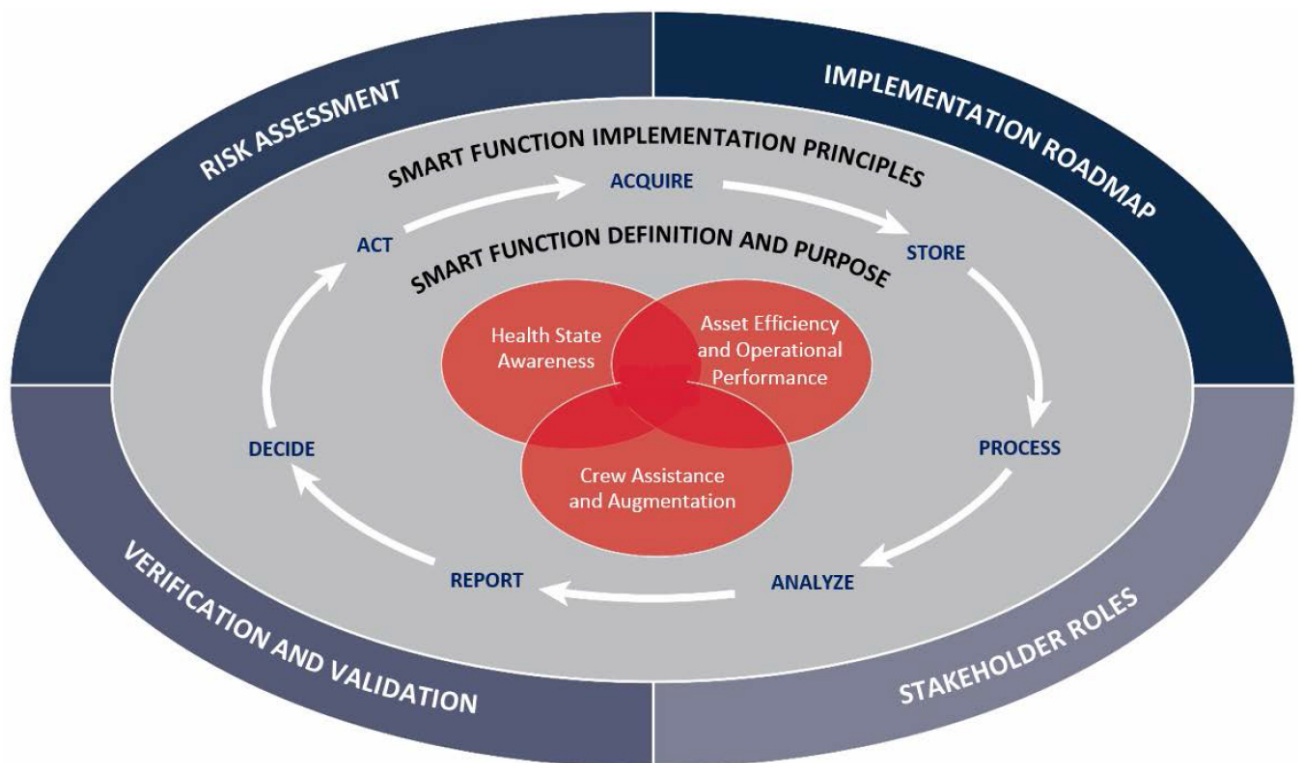 RISK ASSESSMENT
IMPLEMENTATION ROADMAP
SMART FUNCTION IMPLEMENTATION PRINCIPLES
ACQUIRE
ACT
STORE
SMART FUNCTION DEFINITION AND PURPOSE
Health State
Awareness
Asset Efficiency
and Operational
Performance
DECIDE
PROCESS
Crew Assistance
and Augmentation
REPORT
ANALYZE
VERIFICATION AND VALIDATION
STAKEHOLDER ROLES